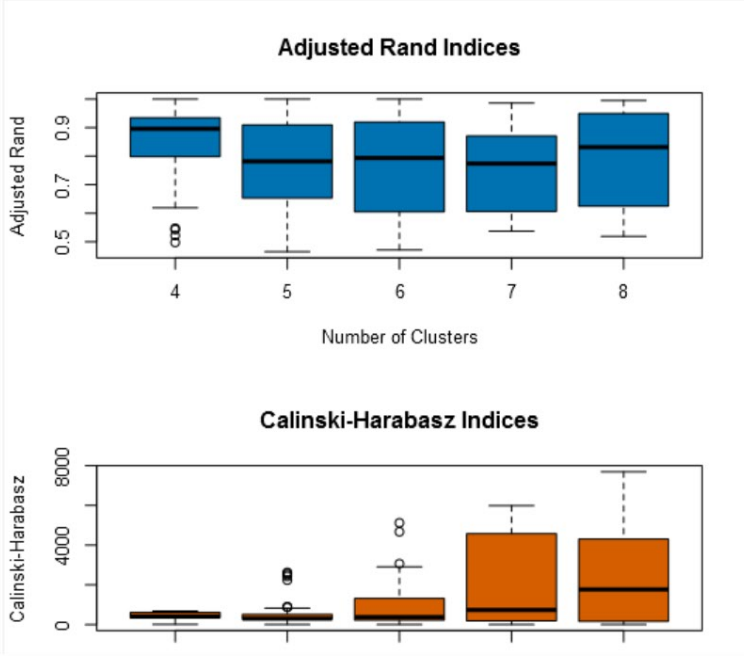 Adjusted Rand Indices
Adjusted Rand
0.9
0.7
0.5
4 5 6 7 8
Number of Clusters
Calinski-Harabasz Indices
Calinski-Harabasz
8000
4000
0